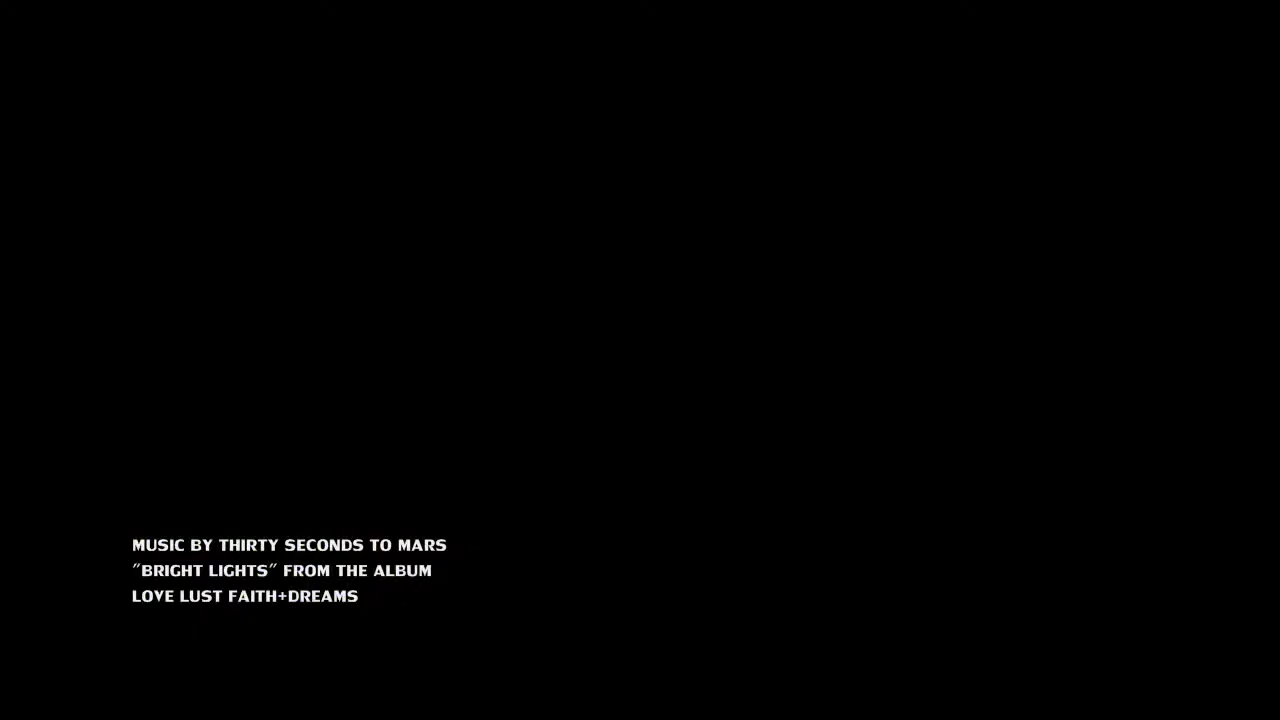 MUSIC BY THIRTY SECONDS TO MARS
"BRIGHT LIGHTS" FROM THE ALBUM
LOVE LUST FAITH+DREAMS